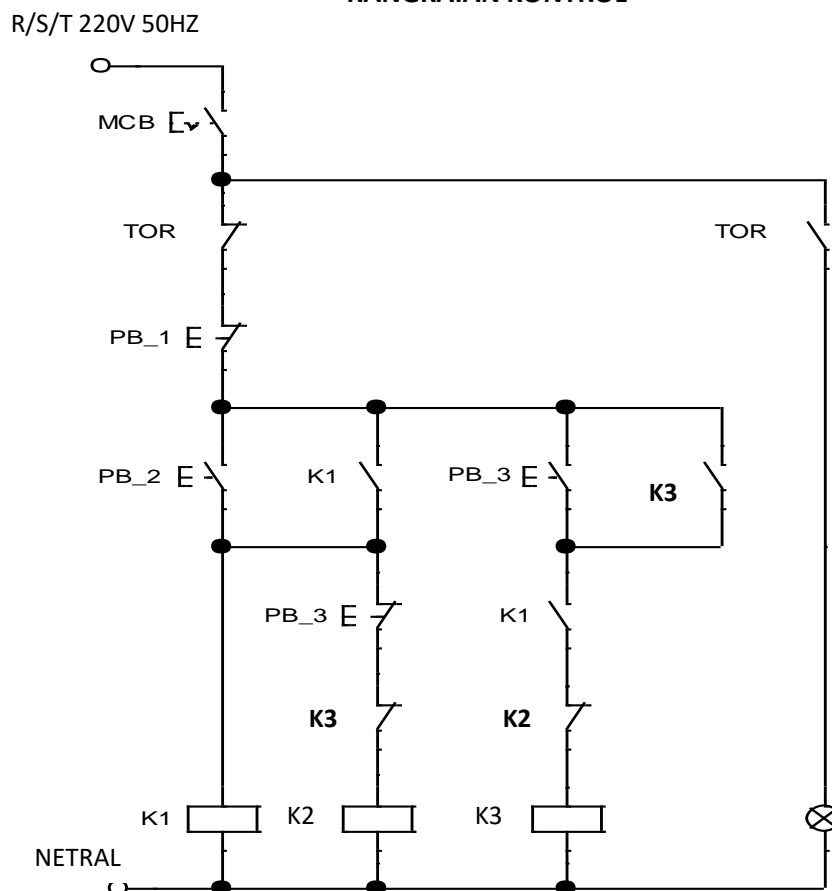 RANGKAIAN KONTROL
R/S/T 220V 50HZ
MCB
TOR
TOR
PB_1
PB_2
K1
PB_3
K3
PB_3
K1
K3
K2
K1
K2
K3
NETRAL